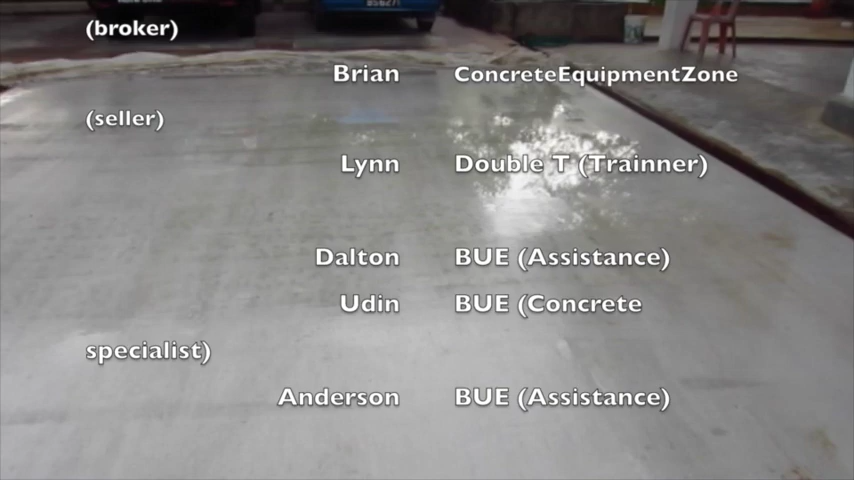 (broker)
Brian ConcreteEquipmentZone
(seller)
Lynn Double T (Trainner)
Dalton BUE (Assistance)
Udin BUE (Concrete
specialist)
Anderson BUE (Assistance)